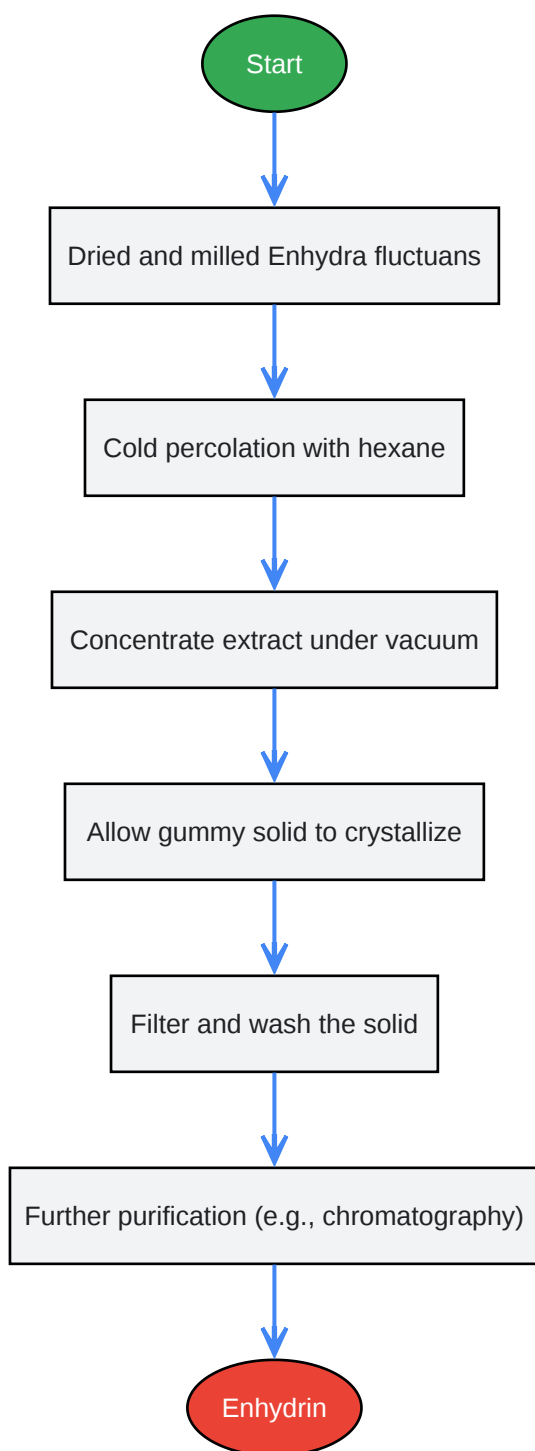 Start
Dried and milled Enhydra fluctuans
Cold percolation with hexane
Concentrate extract under vacuum
Allow gummy solid to crystallize
Filter and wash the solid
Further purification (e.g., chromatography)
Enhydrin